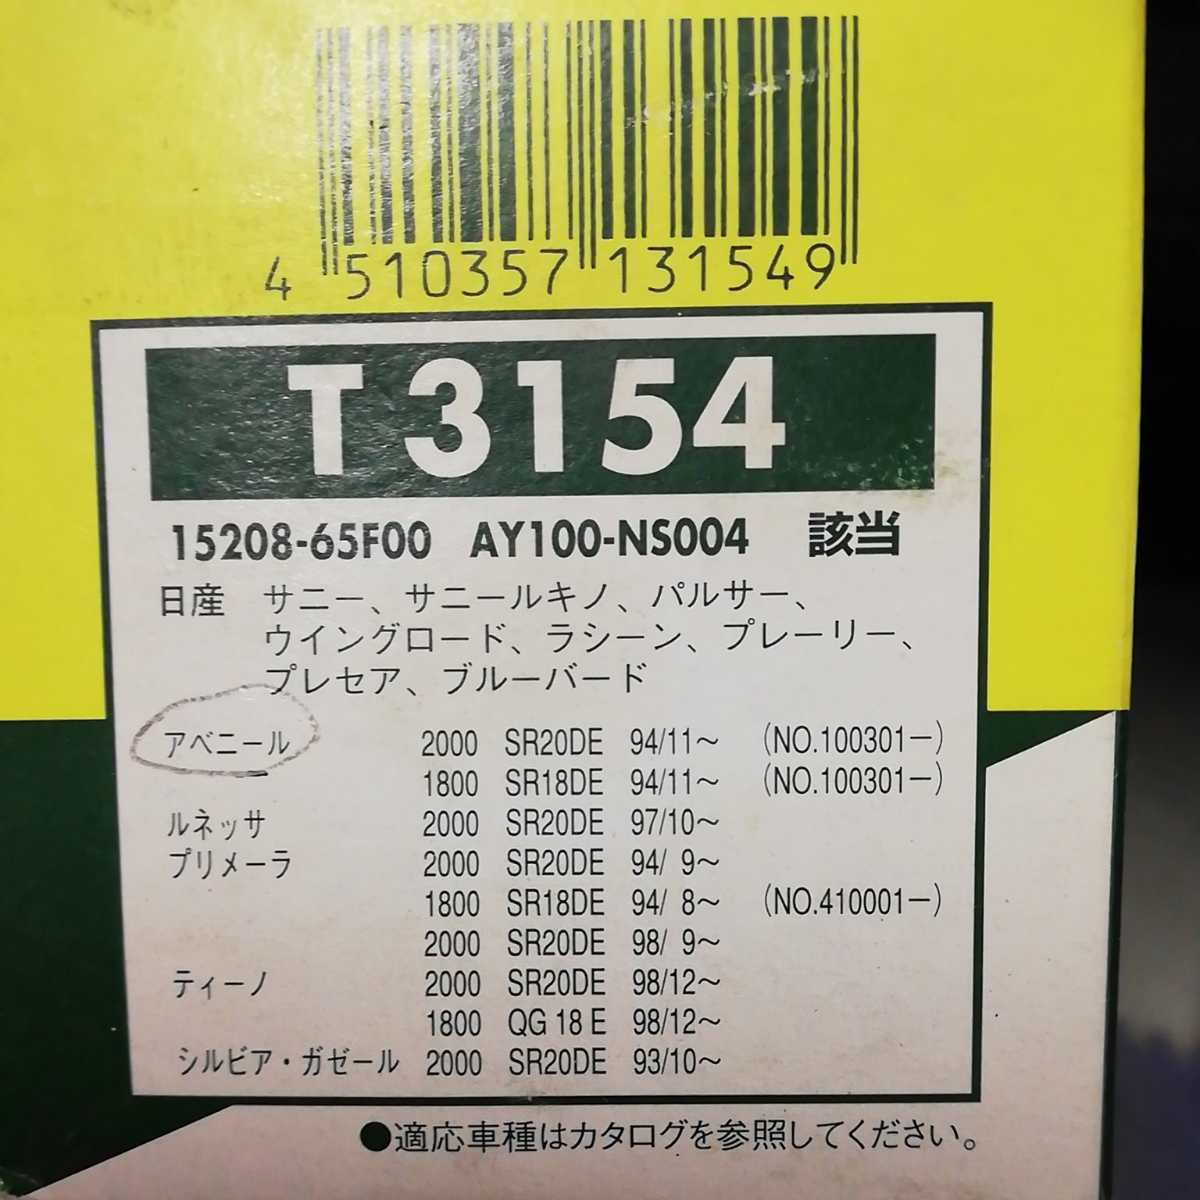 4 510357 131549
T 3154
15208-65F00 AY100-NS004 該当
日産 サニー、サニールキノ、パルサー、
ウイングロード、ラシーン、プレーリー、
プレセア、ブルーバード
アベニール 2000 SR20DE 94/11〜 (NO.100301−)
1800 SR18DE 94/11〜 (NO.100301−)
ルネッサ 2000 SR20DE 97/10〜
プリメーラ 2000 SR20DE 94/ 9〜
1800 SR18DE 94/ 8〜 (NO.410001−)
2000 SR20DE 98/ 9〜
ティーノ 2000 SR20DE 98/12〜
1800 QG 18 E 98/12〜
シルビア・ガゼール 2000 SR20DE 93/10〜
●適応車種はカタログを参照してください。